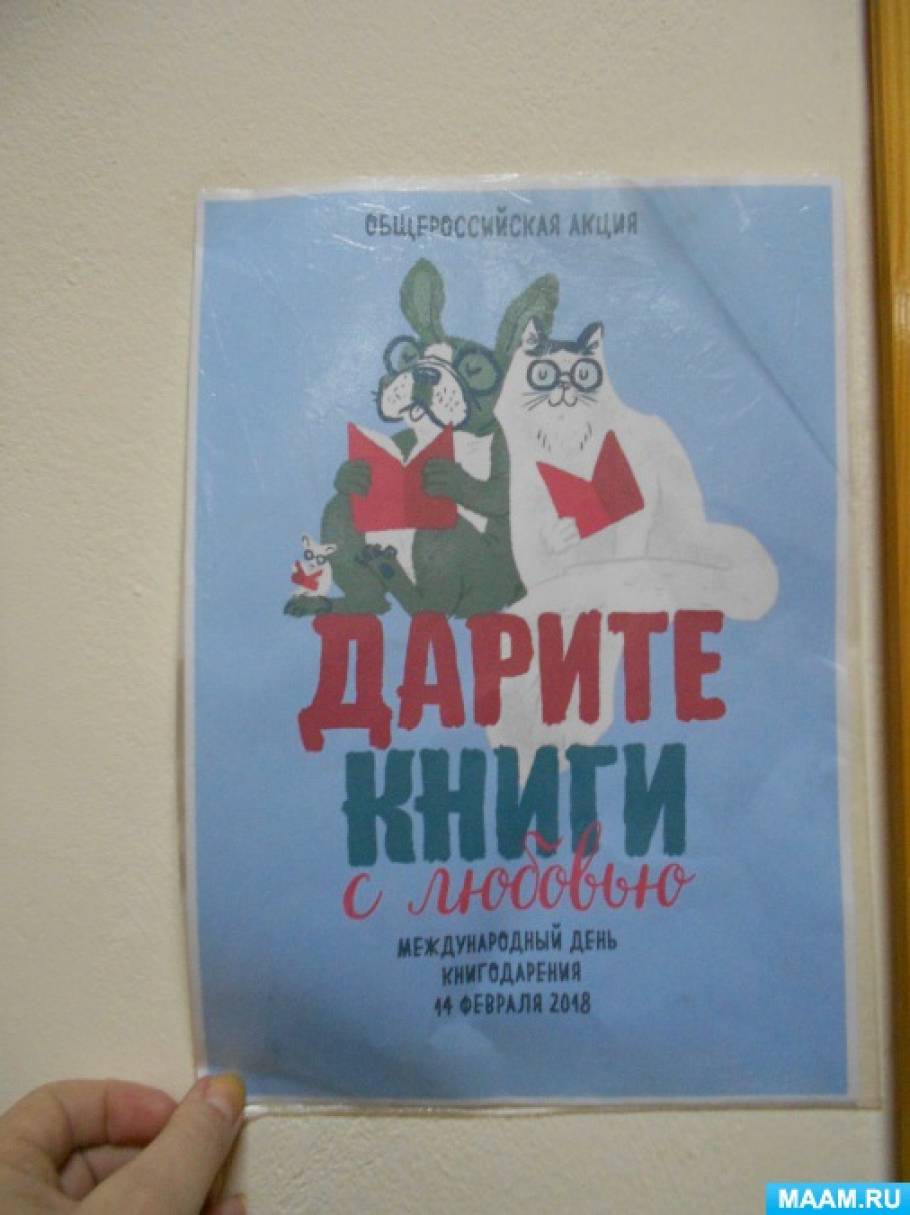 ОБЩЕРОССИЙСКАЯ АКЦИЯ
ДАРИТЕ
КНИГИ
с любовью
МЕЖДУНАРОДНЫЙ ДЕНЬ
КНИГОДАРЕНИЯ
14 ФЕВРАЛЯ 2018
MAAM.RU